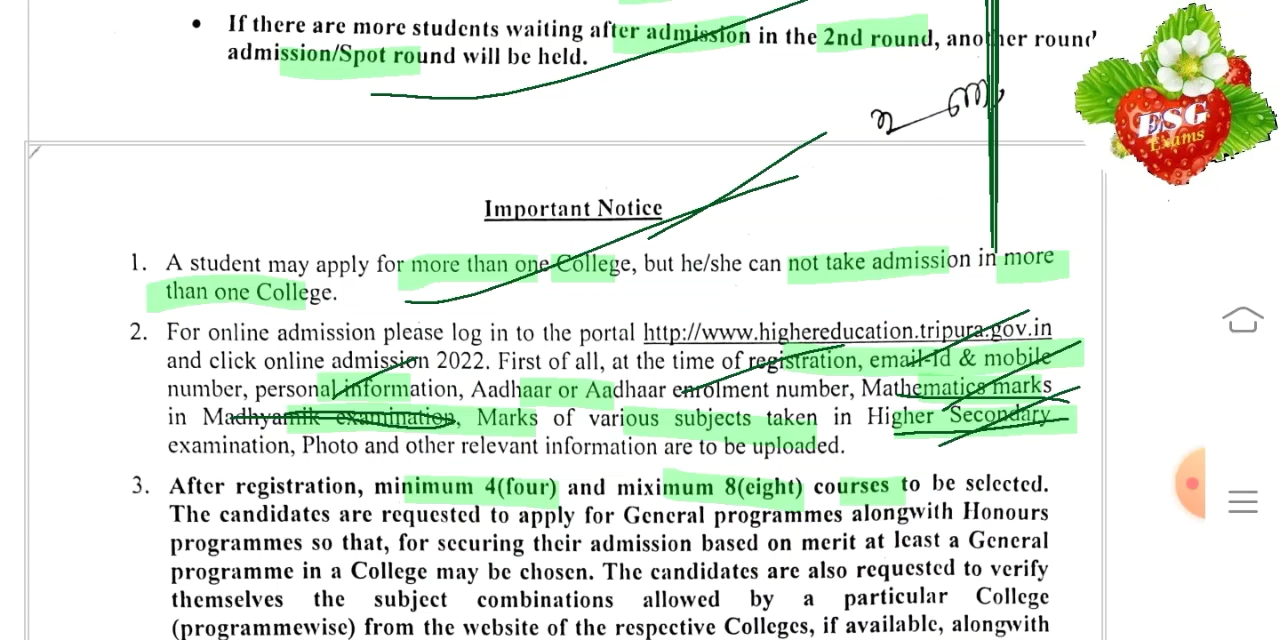 • If there are more students waiting after admission in the 2nd round, another round
admission/Spot round will be held.
ESG
Exams
Important Notice
1. A student may apply for more than one College, but he/she can not take admission in more
than one College.
2. For online admission please log in to the portal http://www.highereducation.tripura.gov.in
and click online admission 2022. First of all, at the time of registration, email-Id & mobile
number, personal information, Aadhaar or Aadhaar enrolment number, Mathematics marks
in Madhyamik examination, Marks of various subjects taken in Higher Secondary
examination, Photo and other relevant information are to be uploaded.
3. After registration, minimum 4(four) and miximum 8(eight) courses to be selected.
The candidates are requested to apply for General programmes alongwith Honours
programmes so that, for securing their admission based on merit at least a General
programme in a College may be chosen. The candidates are also requested to verify
themselves the subject combinations allowed by a particular College
(programmewise) from the website of the respective Colleges, if available, alongwith